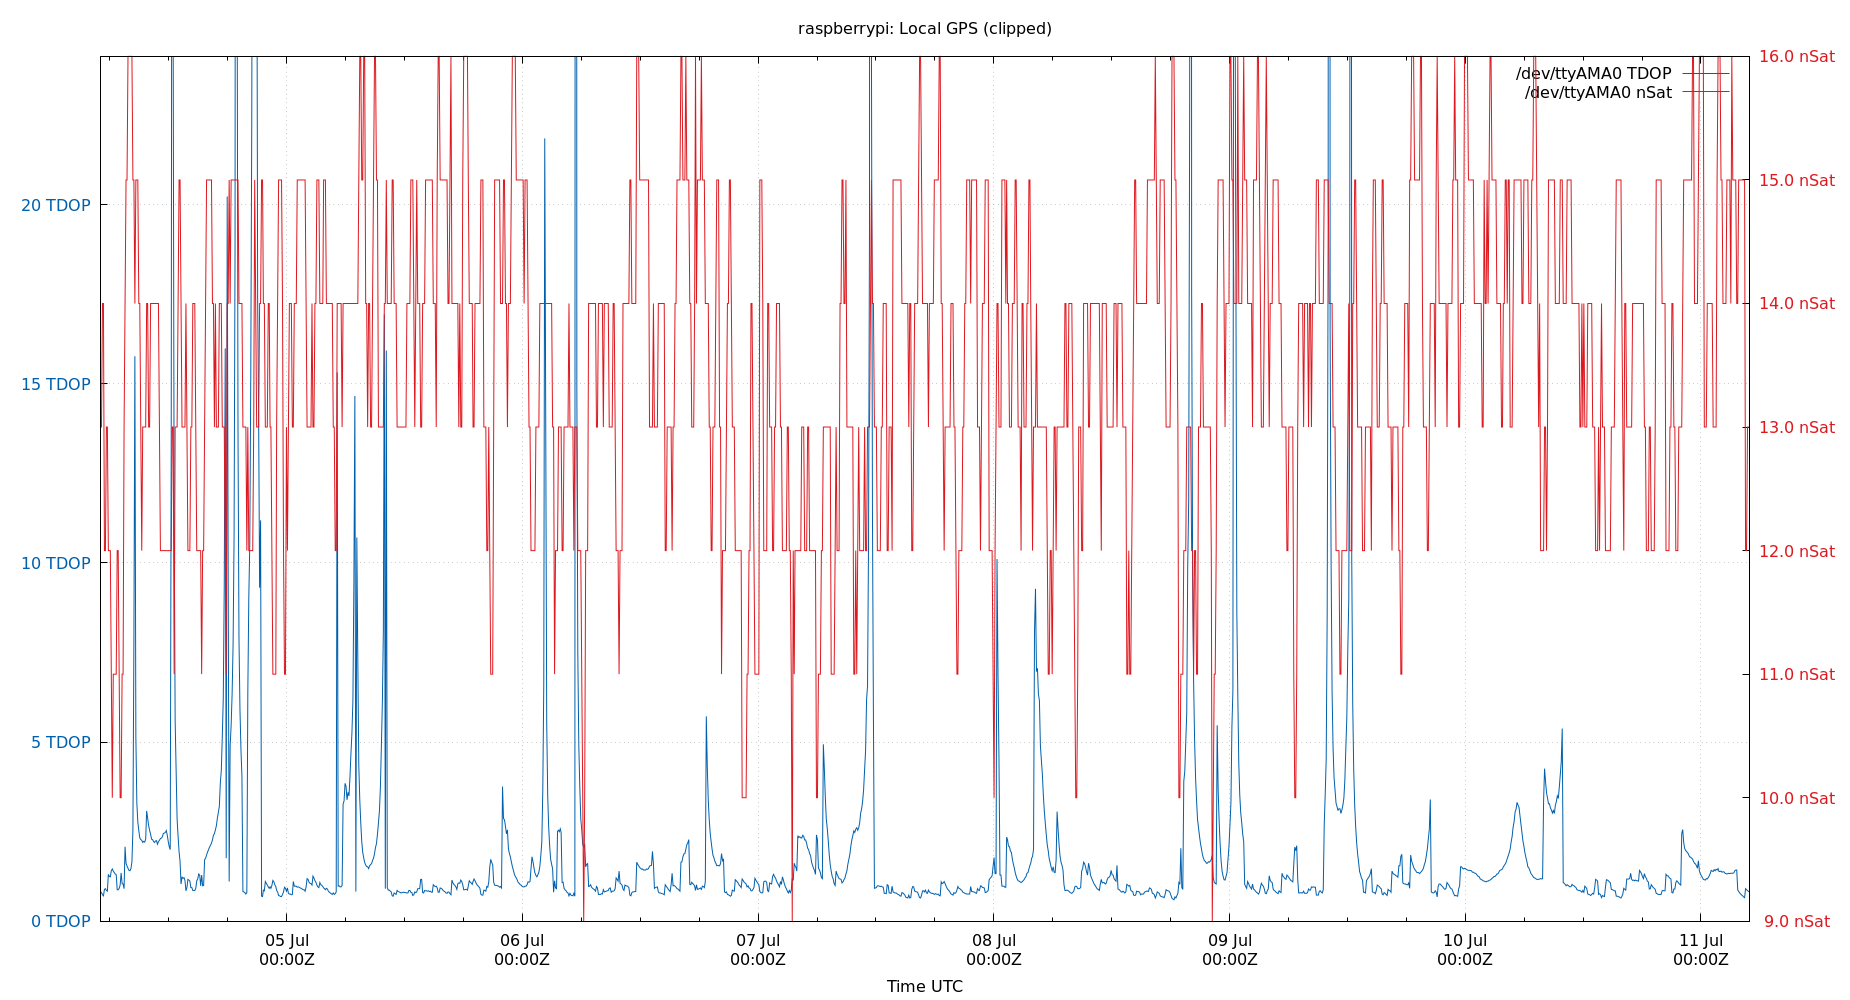 raspberrypi: Local GPS (clipped)
16.0 nSat
/dev/ttyAMA0 TDOP
/dev/ttyAMA0 nSat
15.0 nSat
20 TDOP
14.0 nSat
15 TDOP
13.0 nSat
12.0 nSat
10 TDOP
11.0 nSat
5 TDOP
10.0 nSat
0 TDOP
9.0 nSat
05 Jul
00:00Z
06 Jul
00:00Z
07 Jul
00:00Z
08 Jul
00:00Z
09 Jul
00:00Z
10 Jul
00:00Z
11 Jul
00:00Z
Time UTC